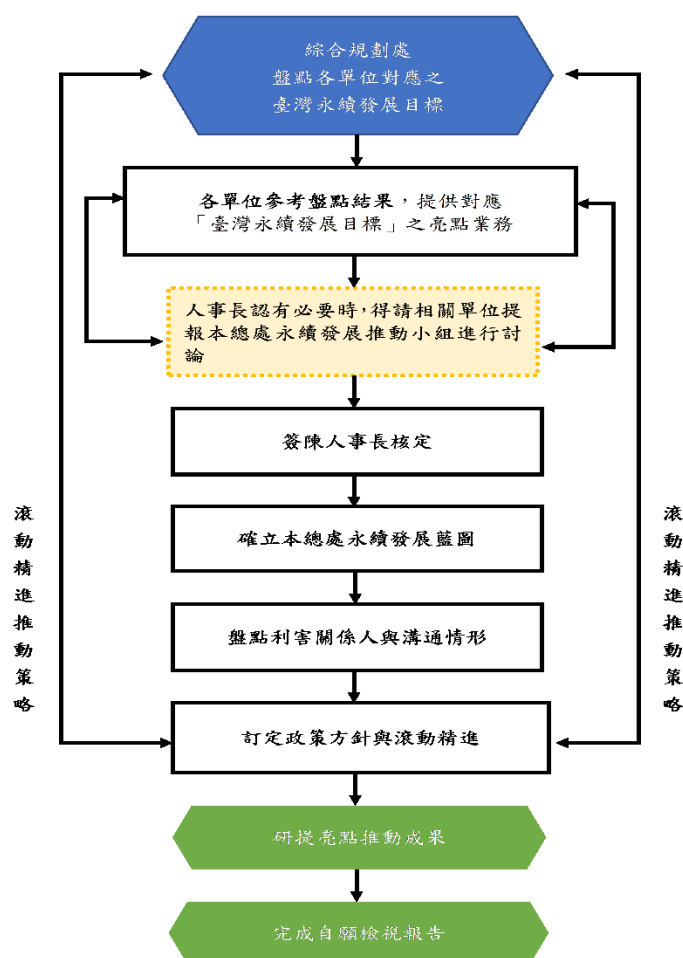 綜合規劃處
盤點各單位對應之
臺灣永續發展目標
各單位參考盤點結果，提供對應
「臺灣永續發展目標」之亮點業務
人事長認有必要時，得請相關單位提
報本總處永續發展推動小組進行討
論
簽陳人事長核定
確立本總處永續發展藍圖
盤點利害關係人與溝通情形
訂定政策方針與滾動精進
研提亮點推動成果
完成自願檢視報告
滾動精進推動策略
滾動精進推動策略